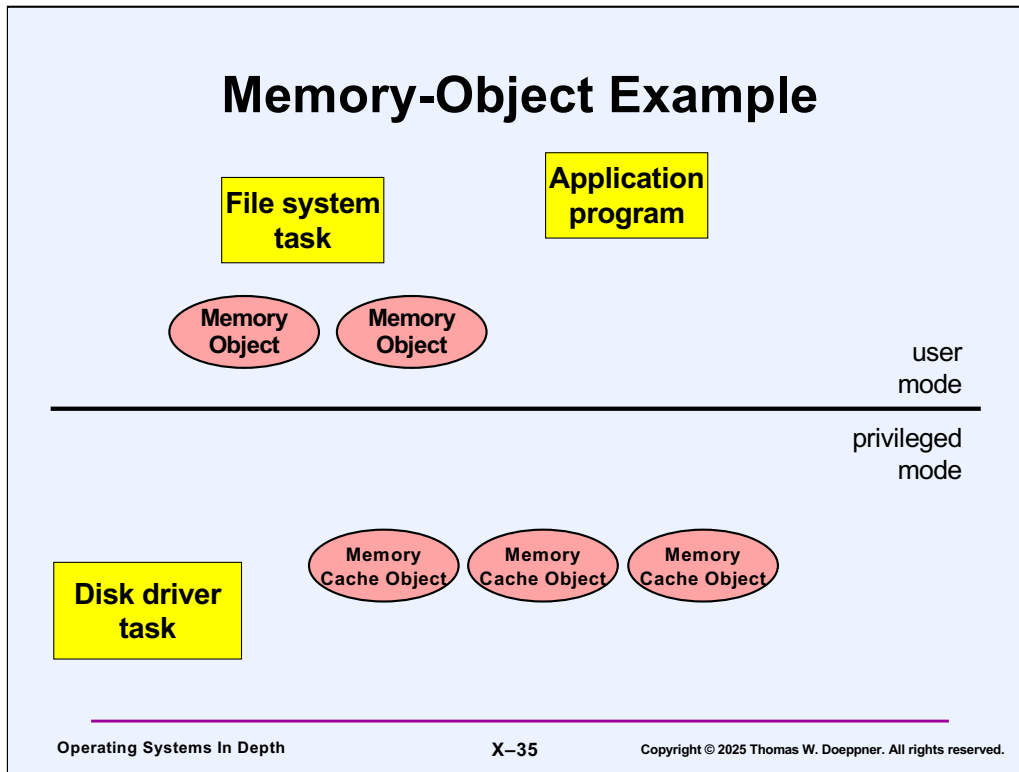 Memory-Object Example
File system
task
Application
program
Memory
Object
Memory
Object
user
mode
privileged
mode
Memory
Cache Object
Memory
Cache Object
Memory
Cache Object
Disk driver
task
Operating Systems In Depth
X–35
Copyright © 2025 Thomas W. Doeppner. All rights reserved.